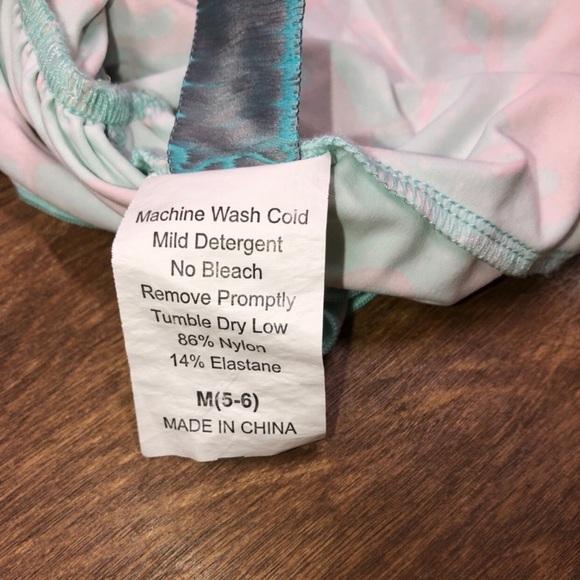 Machine Wash Cold
Mild Detergent
No Bleach
Remove Promptly
Tumble Dry Low
86% Nylon
14% Elastane
M(5-6)
MADE IN CHINA